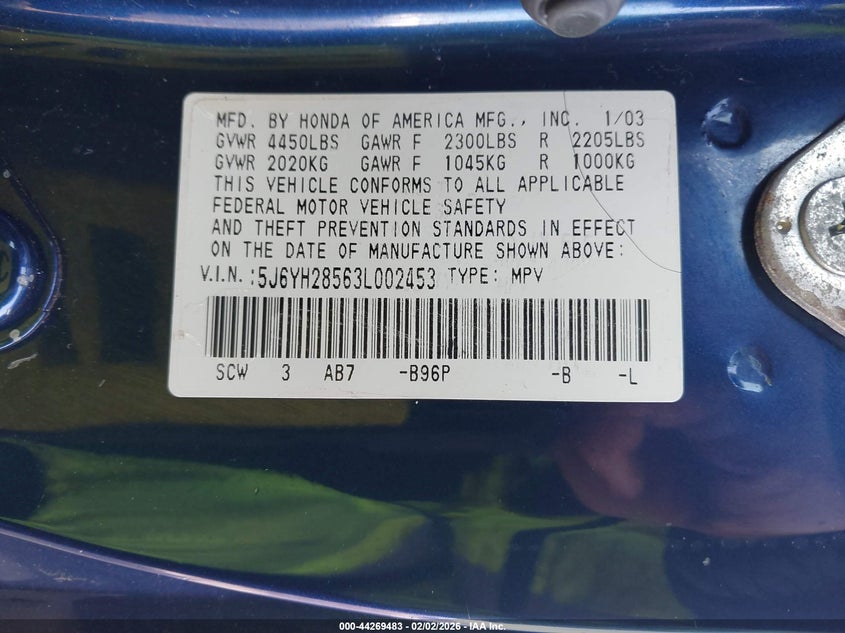 MFD. BY HONDA OF AMERICA MFG., INC. 1/03
GVWR 4450LBS GAWR F 2300LBS R 2205LBS
GVWR 2020KG GAWR F 1045KG R 1000KG
THIS VEHICLE CONFORMS TO ALL APPLICABLE
FEDERAL MOTOR VEHICLE SAFETY
AND THEFT PREVENTION STANDARDS IN EFFECT
ON THE DATE OF MANUFACTURE SHOWN ABOVE:
V.I.N.:5J6YH28563L002453 TYPE: MPV
SCW 3 AB7 -B96P -B -L
000-44269483 - 02/02/2026 - IAA Inc.